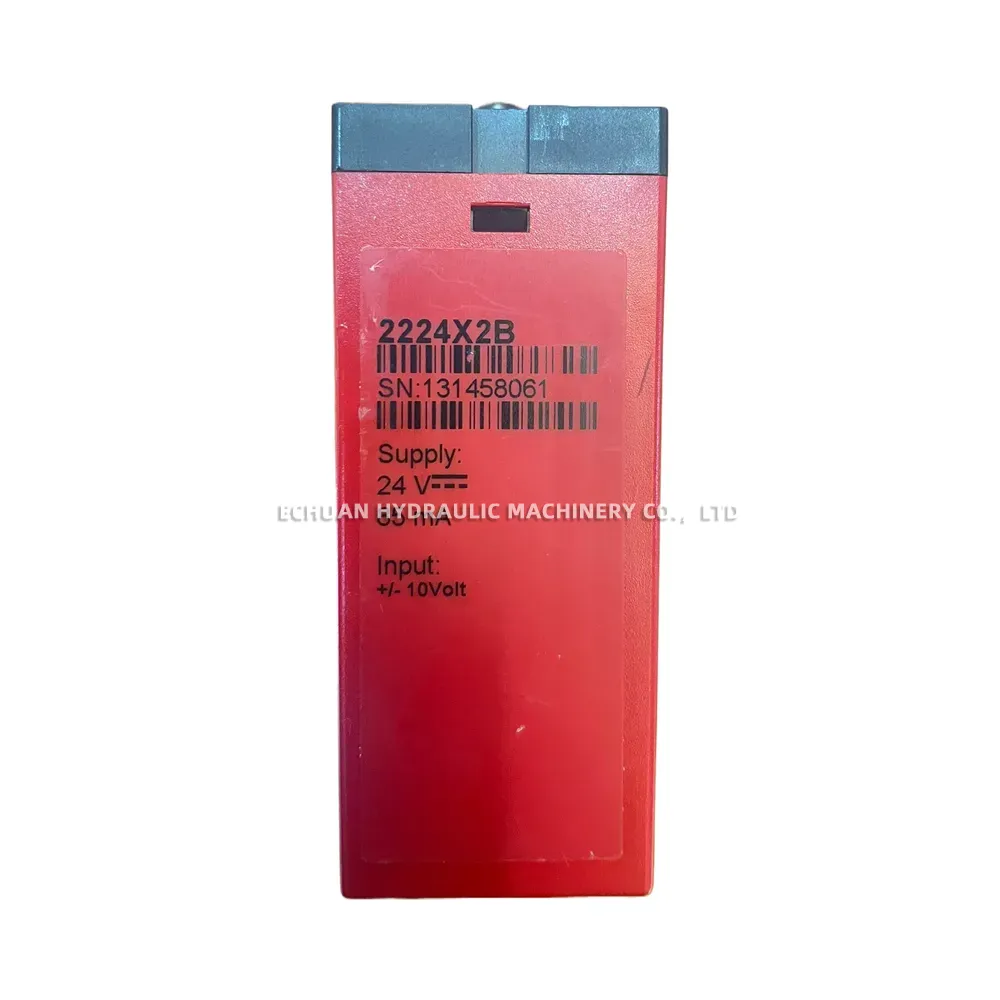 2224X2B
SN:131458061
Supply:
24 V
ECHUAN HYDRAULIC MACHINERY CO., LTD
mA
Input:
+/- 10Volt